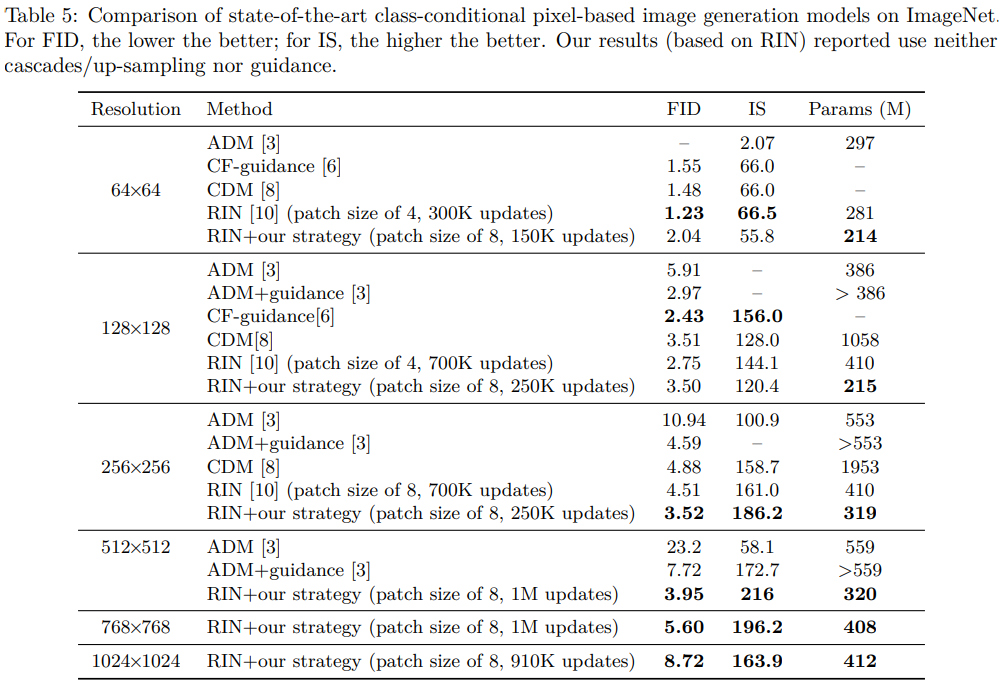 Table 5: Comparison of state-of-the-art class-conditional pixel-based image generation models on ImageNet.
For FID, the lower the better; for IS, the higher the better. Our results (based on RIN) reported use neither
cascades/up-sampling nor guidance.
Resolution Method FID IS Params (M)
ADM [3] – 2.07 297
CF-guidance [6] 1.55 66.0 –
64×64 CDM [8] 1.48 66.0 –
RIN [10] (patch size of 4, 300K updates) 1.23 66.5 281
RIN+our strategy (patch size of 8, 150K updates) 2.04 55.8 214
ADM [3] 5.91 – 386
ADM+guidance [3] 2.97 – > 386
128×128 CF-guidance[6] 2.43 156.0 –
CDM[8] 3.51 128.0 1058
RIN [10] (patch size of 4, 700K updates) 2.75 144.1 410
RIN+our strategy (patch size of 8, 250K updates) 3.50 120.4 215
ADM [3] 10.94 100.9 553
ADM+guidance [3] 4.59 – >553
256×256 CDM [8] 4.88 158.7 1953
RIN [10] (patch size of 8, 700K updates) 4.51 161.0 410
RIN+our strategy (patch size of 8, 250K updates) 3.52 186.2 319
512×512 ADM [3] 23.2 58.1 559
ADM+guidance [3] 7.72 172.7 >559
RIN+our strategy (patch size of 8, 1M updates) 3.95 216 320
768×768 RIN+our strategy (patch size of 8, 1M updates) 5.60 196.2 408
1024×1024 RIN+our strategy (patch size of 8, 910K updates) 8.72 163.9 412